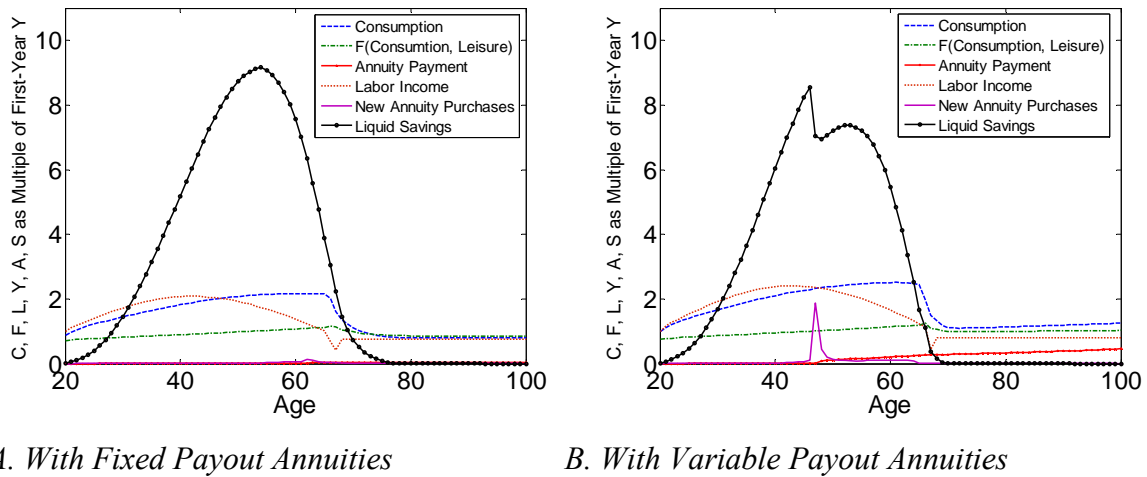 C, F, L, Y, A, S as Multiple of First-Year Y
10
8
6
4
2
0
20
40
60
80
100
Age
Consumption
F(Consumtion, Leisure)
Annuity Payment
Labor Income
New Annuity Purchases
Liquid Savings
C, F, L, Y, A, S as Multiple of First-Year Y
10
8
6
4
2
0
20
40
60
80
100
Age
Consumption
F(Consumption, Leisure)
Annuity Payment
Labor Income
New Annuity Purchases
Liquid Savings
A. With Fixed Payout Annuities
B. With Variable Payout Annuities